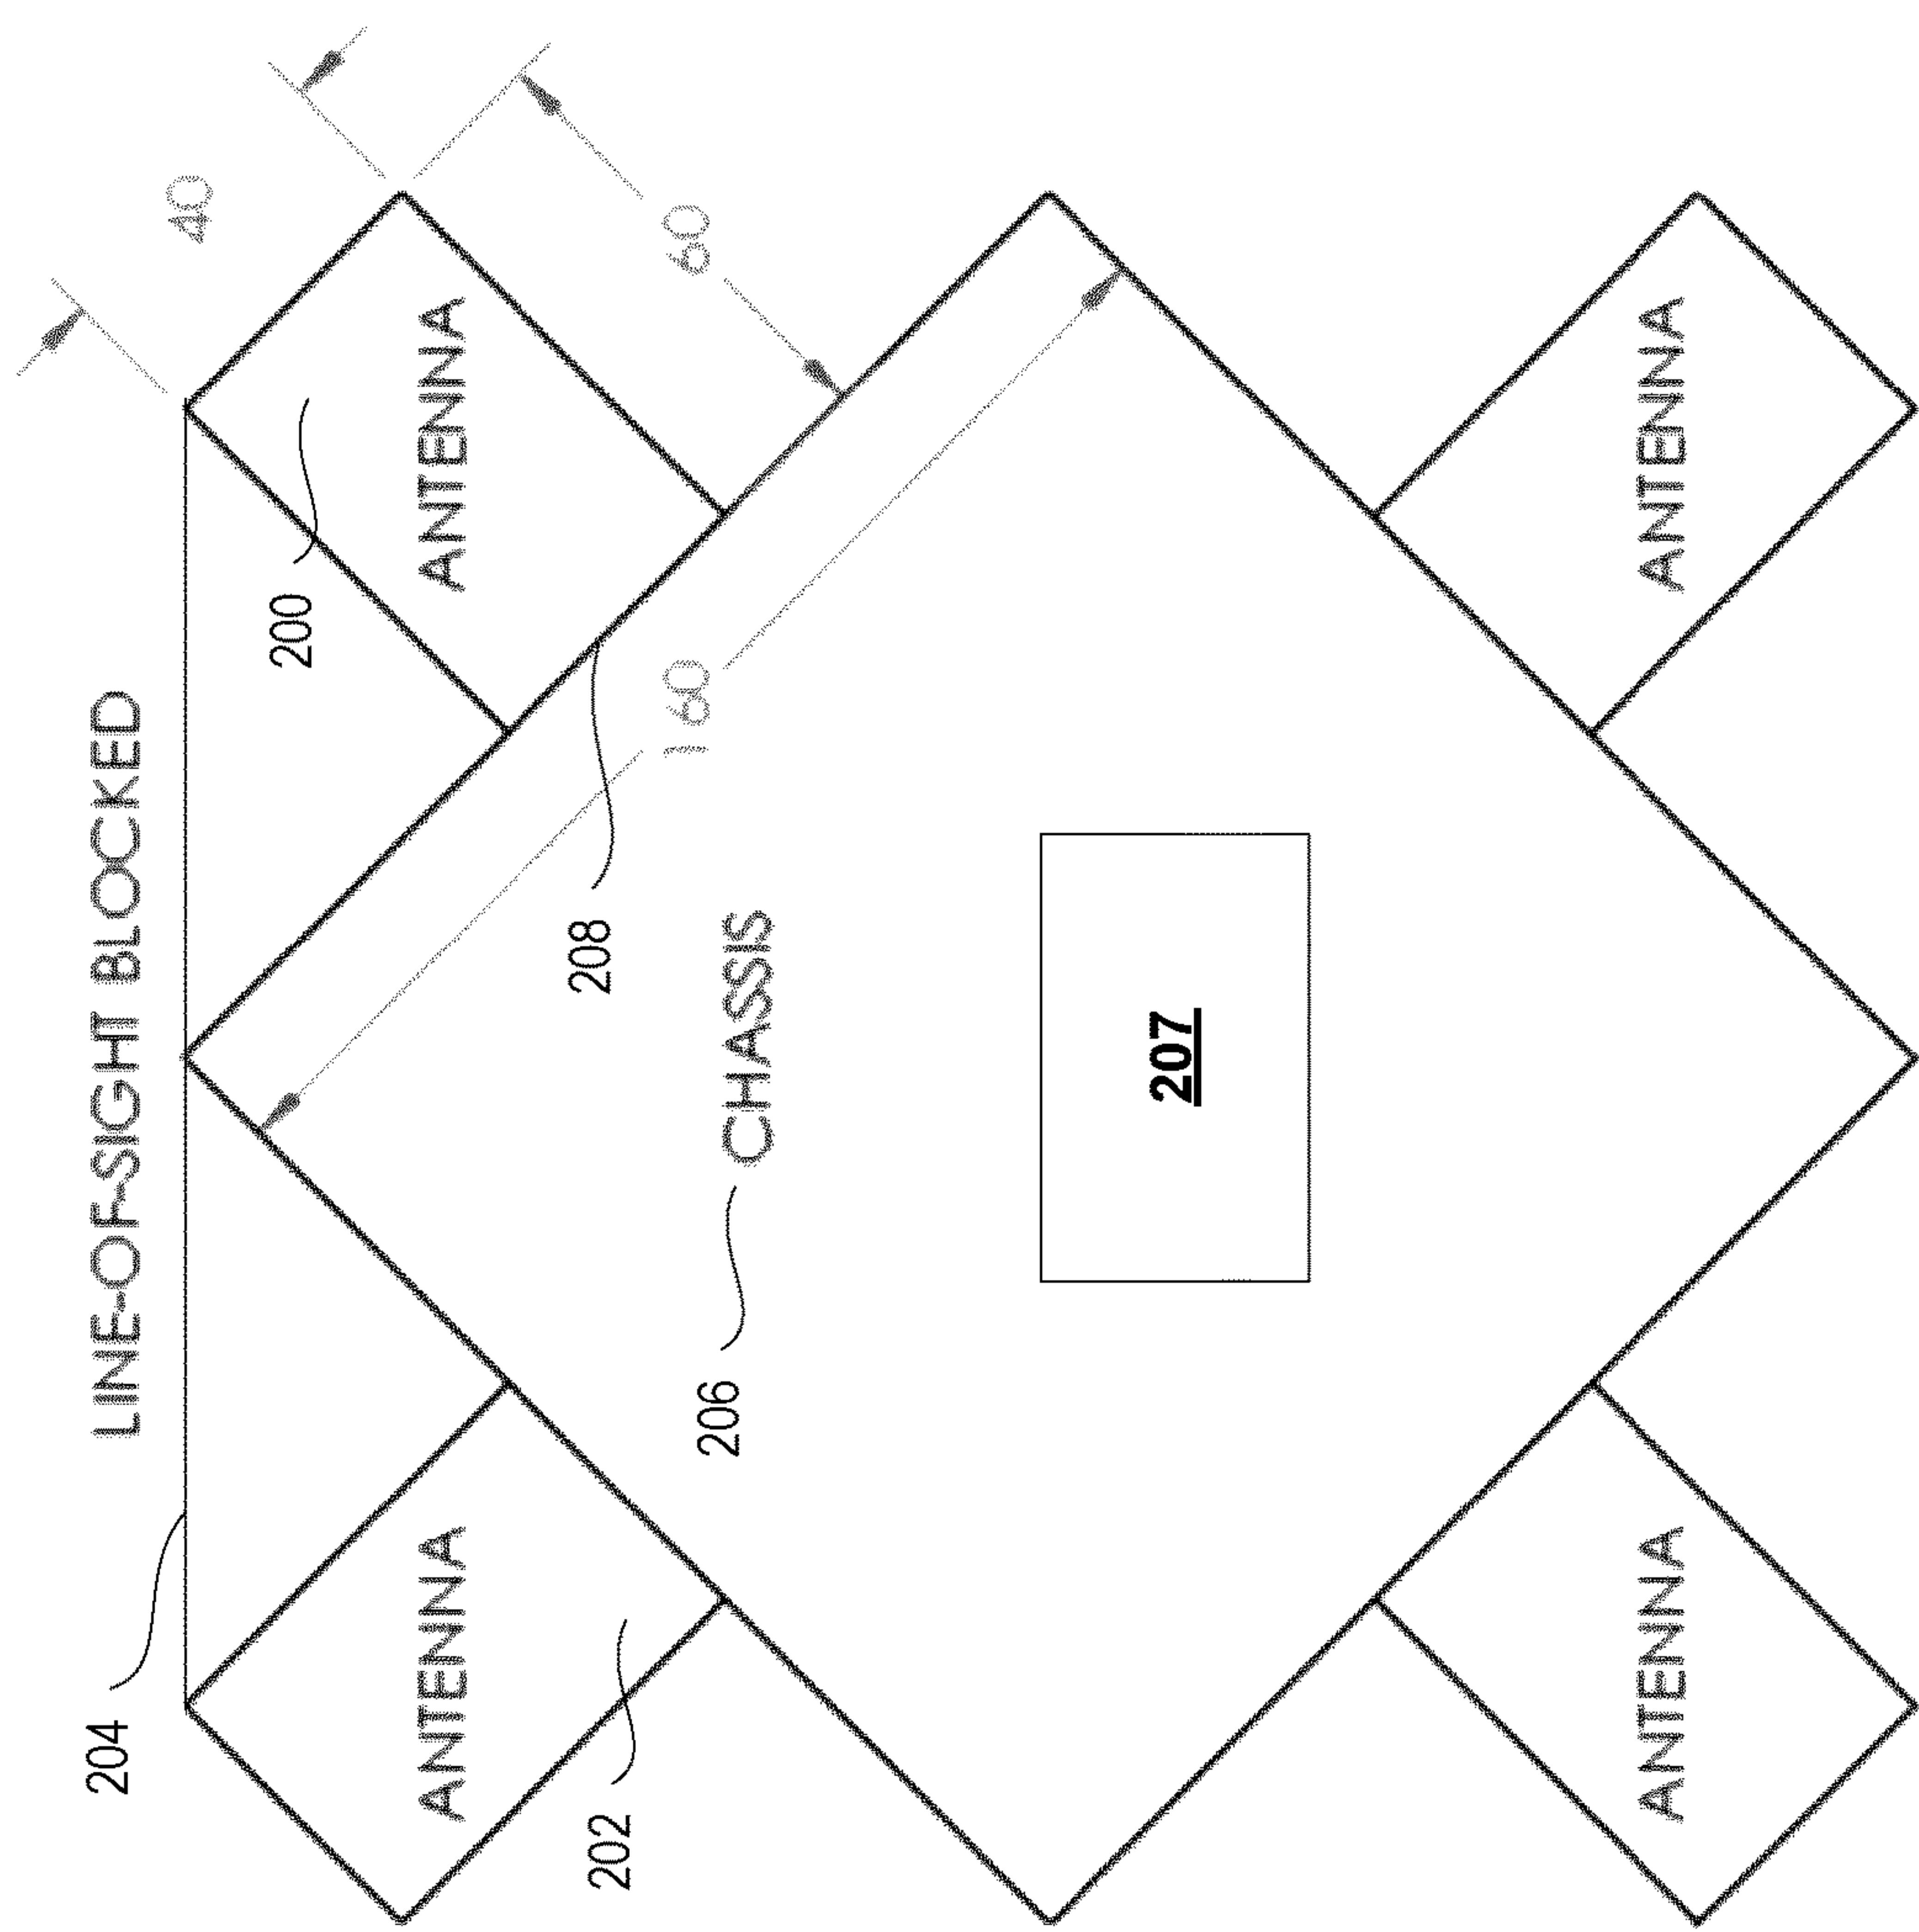 204
LINE-OF-SIGHT BLOCKED
40
200
ANTENNA
ANTENNA
202
208
160
60
206
CHASSIS
207
ANTENNA
ANTENNA